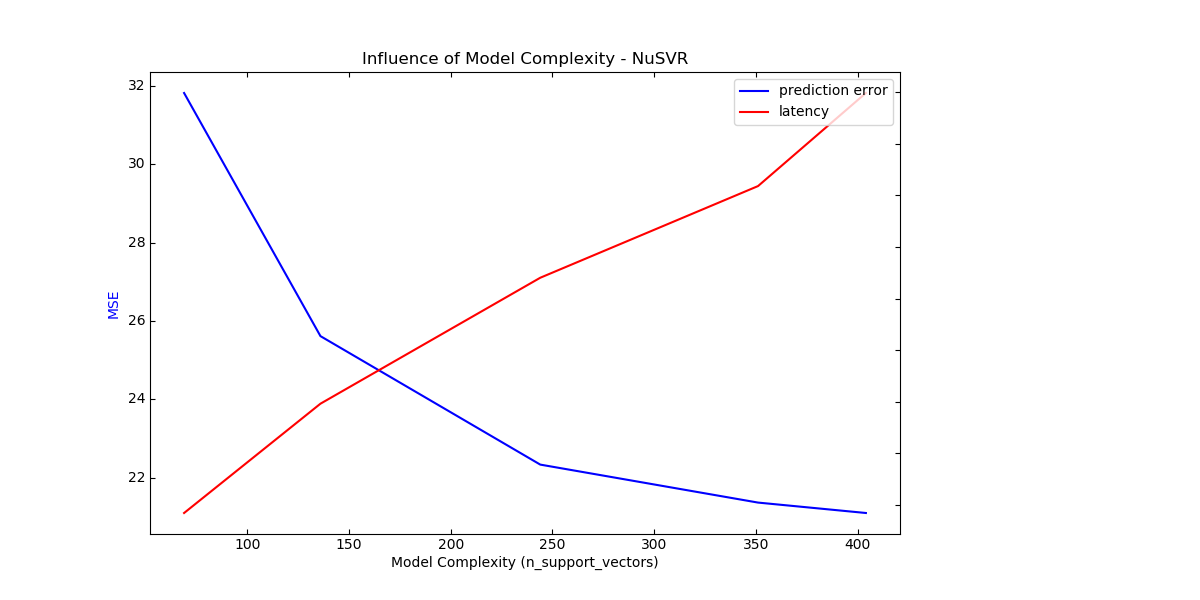 Influence of Model Complexity - NuSVR
prediction error
latency
32
30
28
26
24
22
MSE
100
150
200
250
300
350
400
Model Complexity (n_support_vectors)